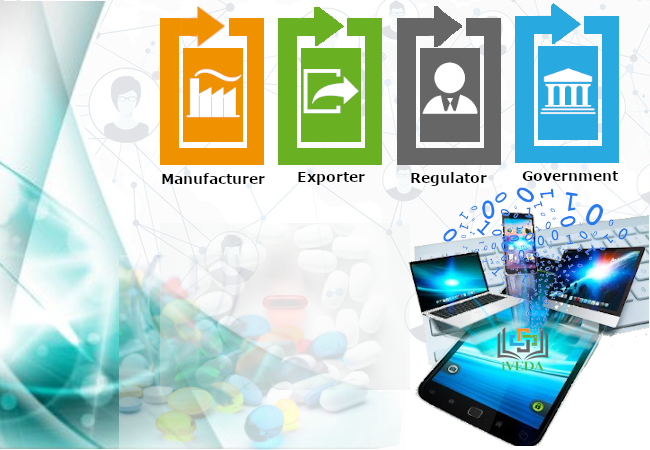 Manufacturer
Exporter
Regulator
Government
iVEDA